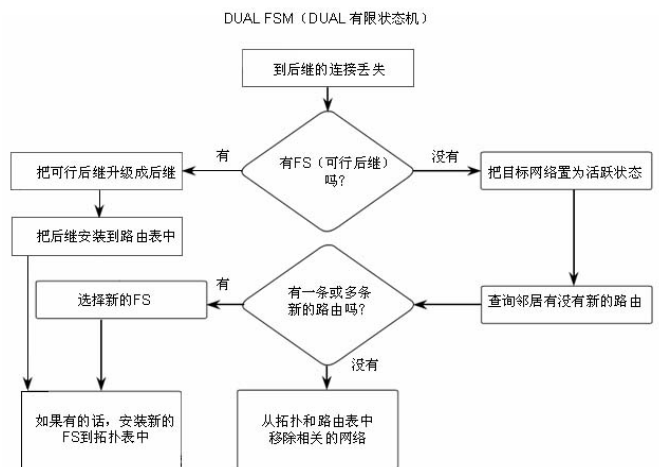 DUAL FSM（DUAL 有限状态机）
到后继的连接丢失
有FS（可行后继）
吗？
有
没有
把可行后继升级成后继
把目标网络置为活跃状态
把后继安装到路由表中
有一条或多条
新的路由吗？
有
选择新的FS
查询邻居有没有新的路由
没有
如果有的话，安装新的
FS到拓扑表中
从拓扑和路由表中
移除相关的网络